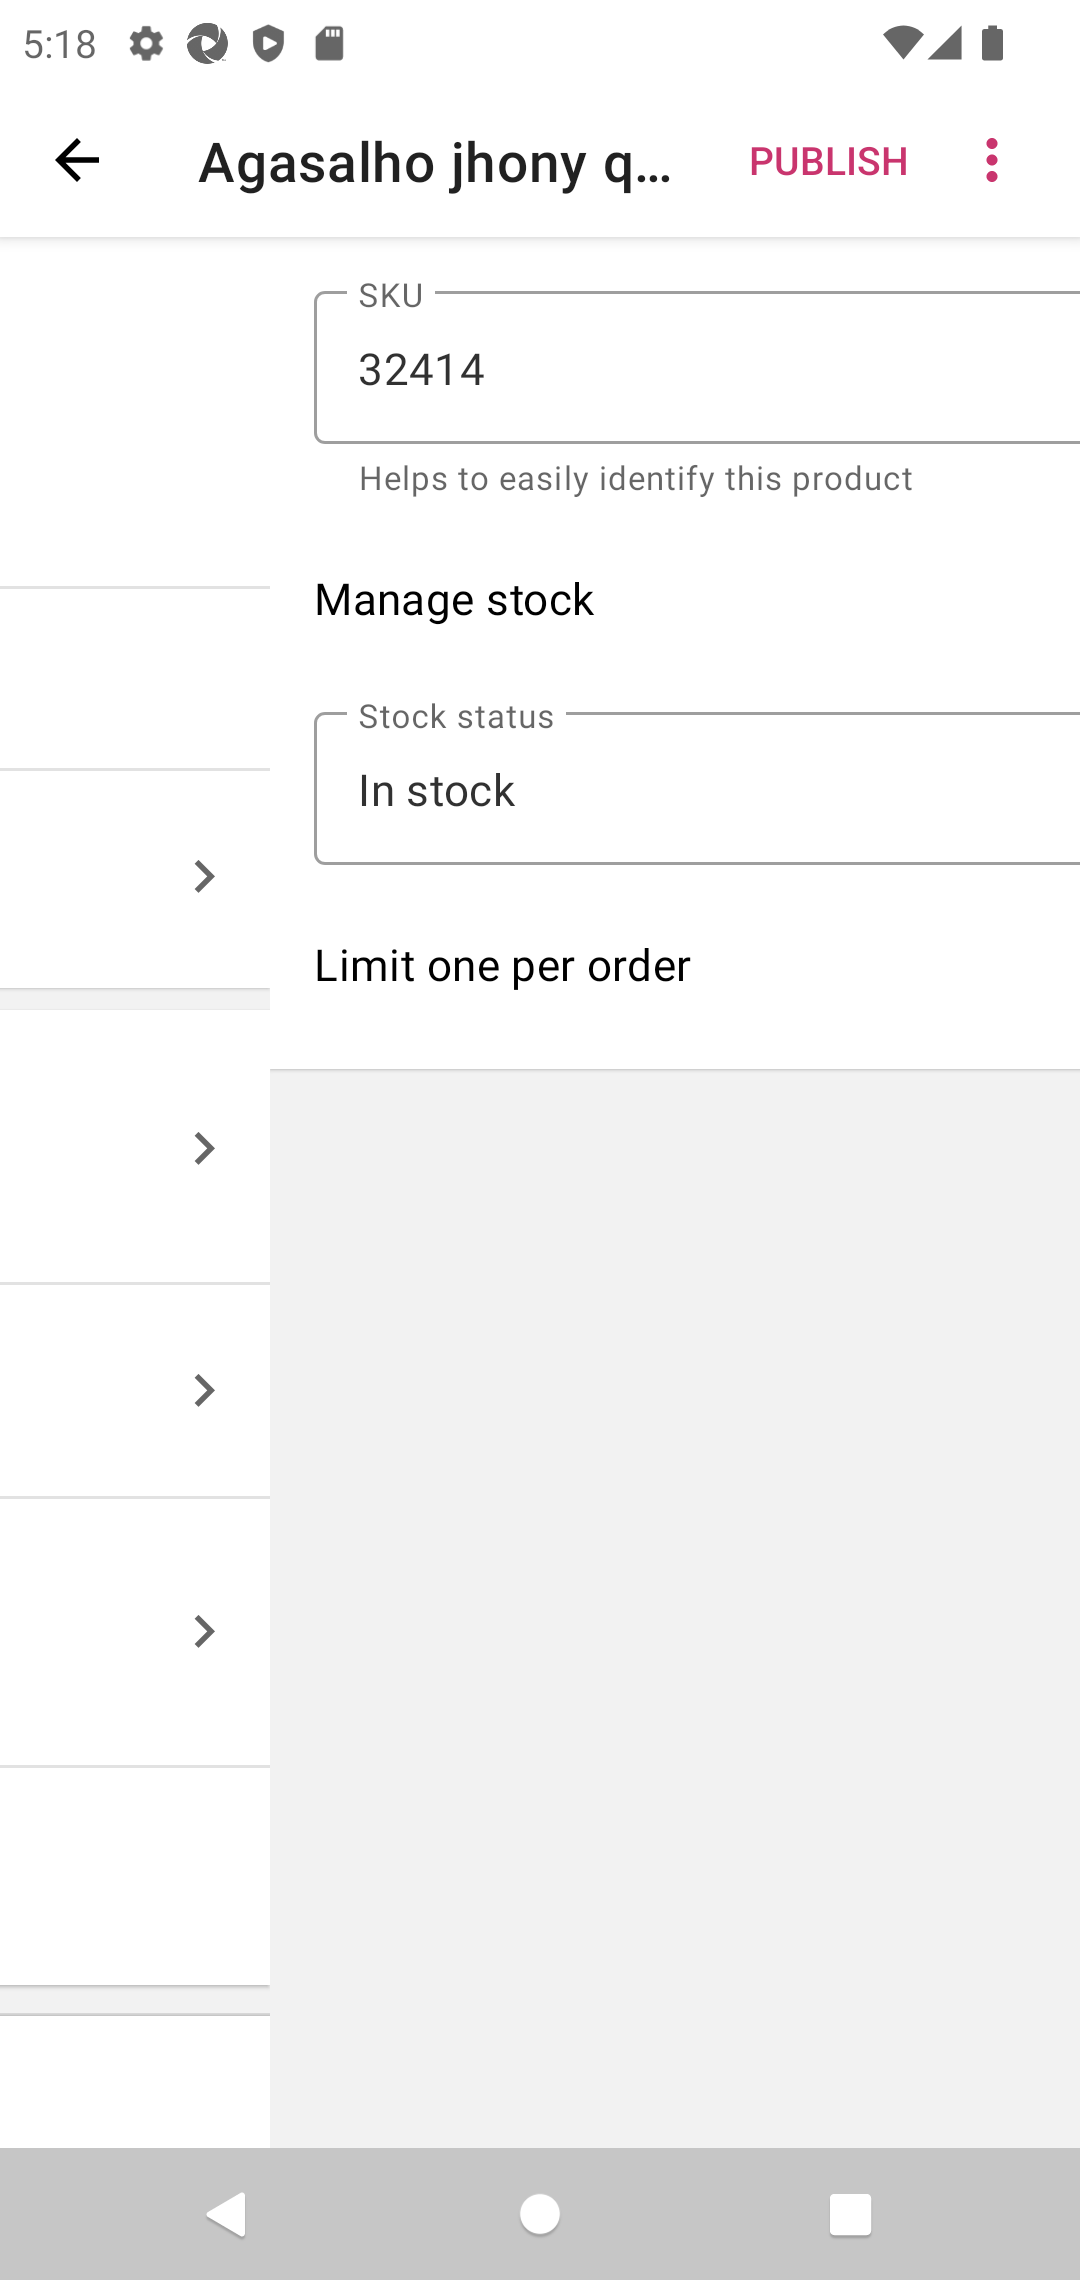 5:18
Agasalho jhony q...
PUBLISH
SKU
32414
Helps to easily identify this product
Manage stock
Stock status
In stock
Limit one per order